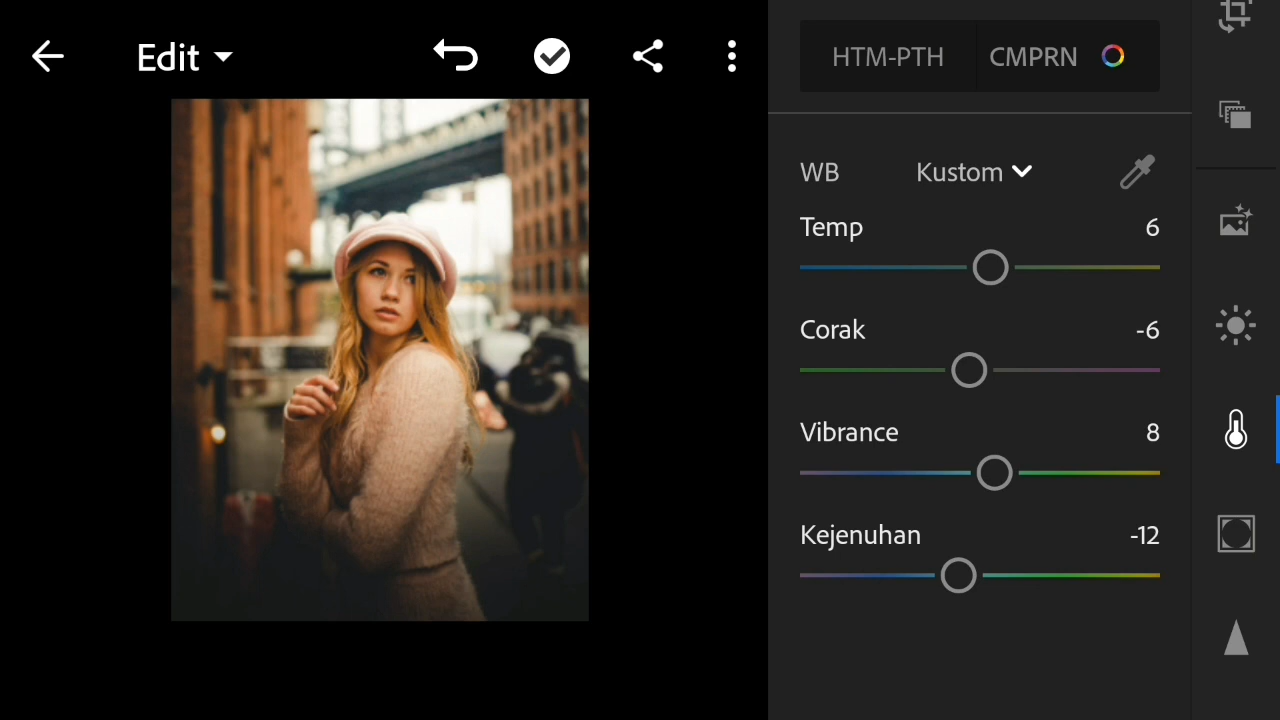 Edit
HTM-PTH CMPRN
WB Kustom
Temp 6
Corak -6
Vibrance 8
Kejenuhan -12